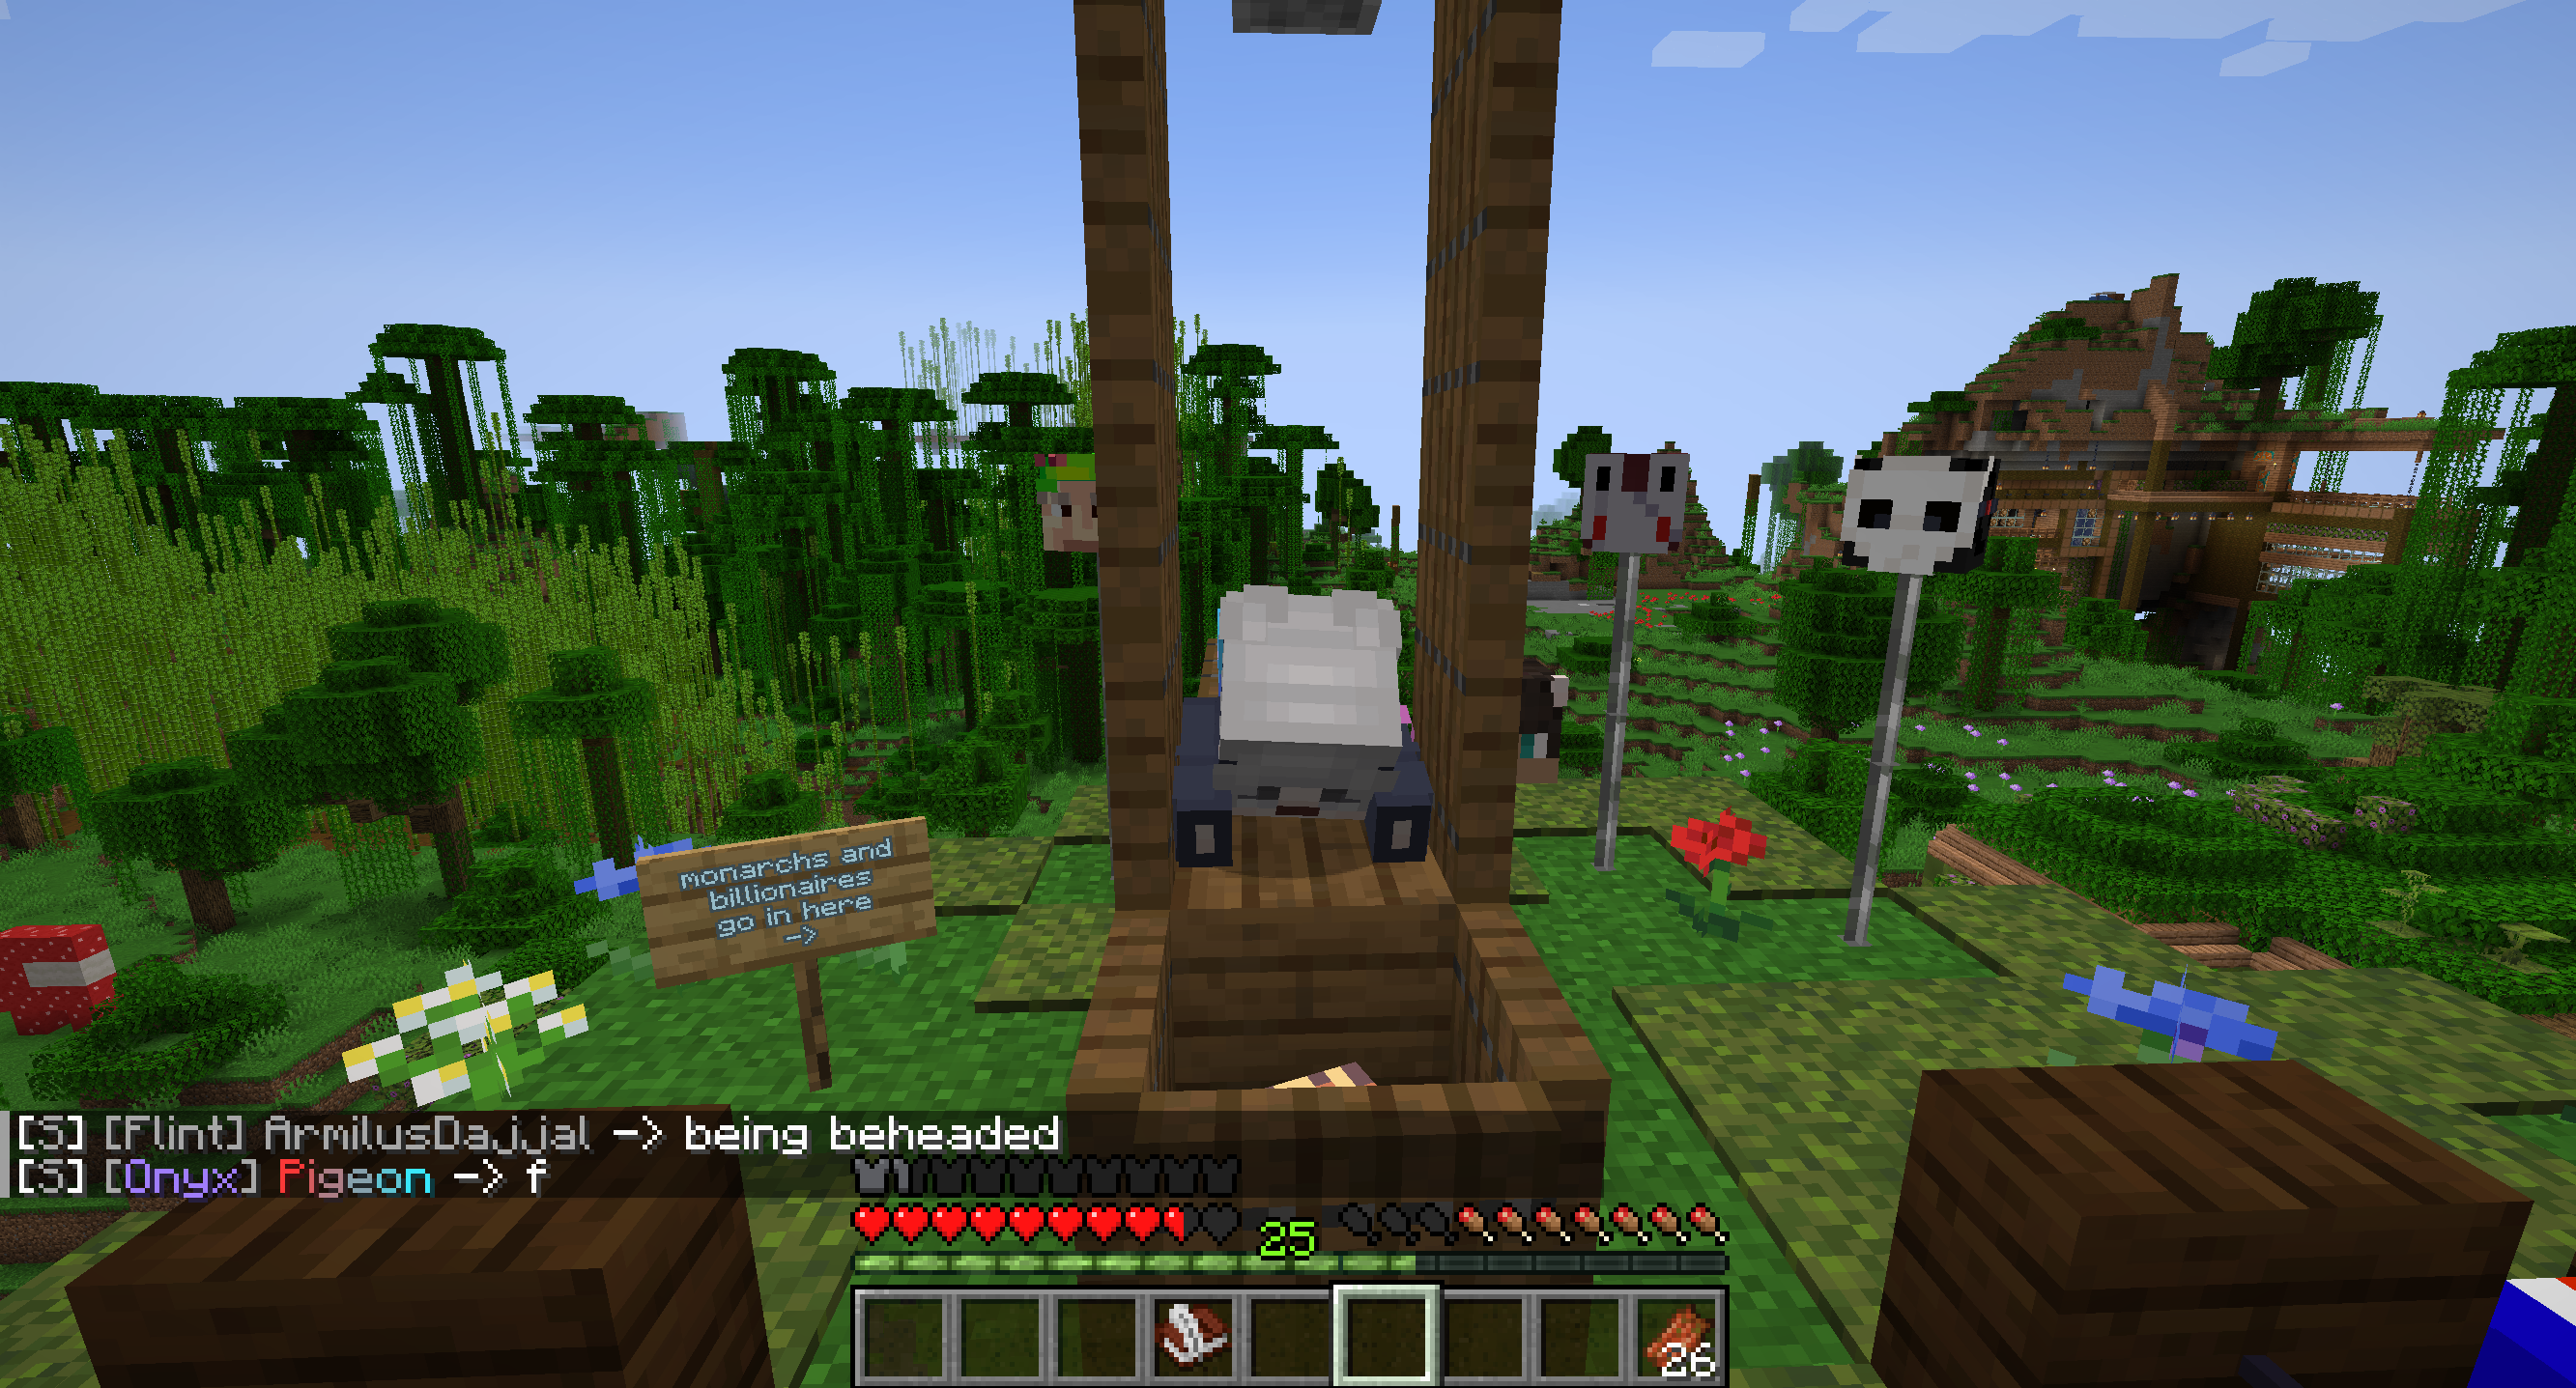 monarchs and
billionaires
go in here
->
[S] [Flint] ArmilusDajjal -> being beheaded
[S] [Onyx] Pigeon -> f
25
26